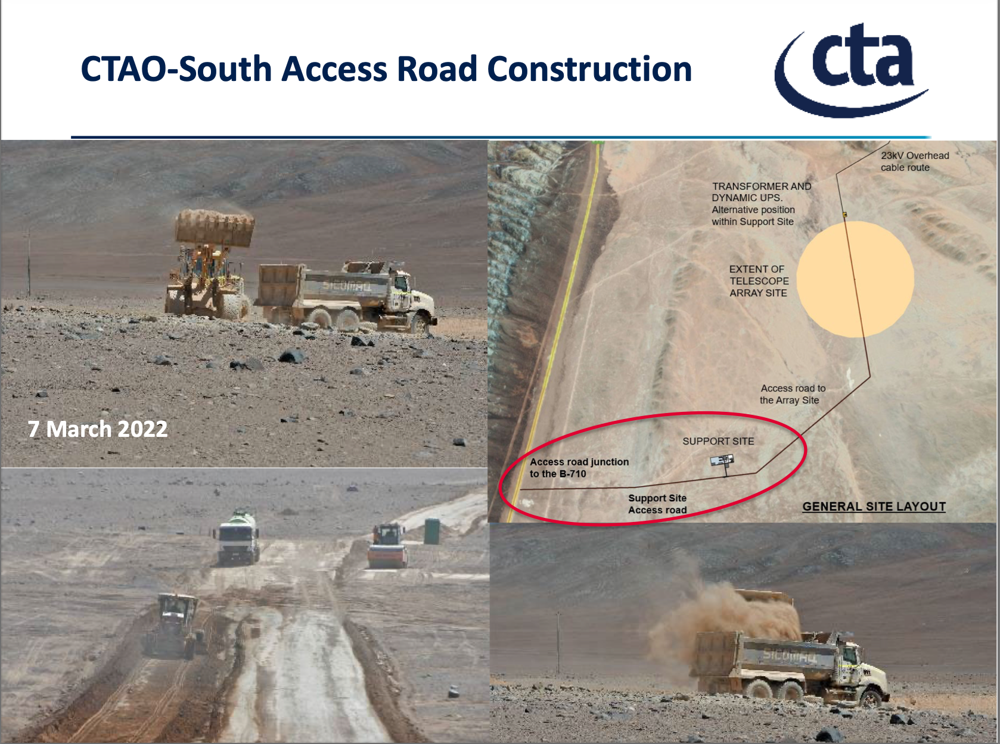 CTAO-South Access Road Construction
cta
SICOMAQ
7 March 2022
23kV Overhead
cable route
TRANSFORMER AND
DYNAMIC UPS.
Alternative position
within Support Site
EXTENT OF
TELESCOPE
ARRAY SITE
Access road to
the Array Site
SUPPORT SITE
Access road junction
to the B-710
Support Site
Access road
GENERAL SITE LAYOUT
SICOMAQ